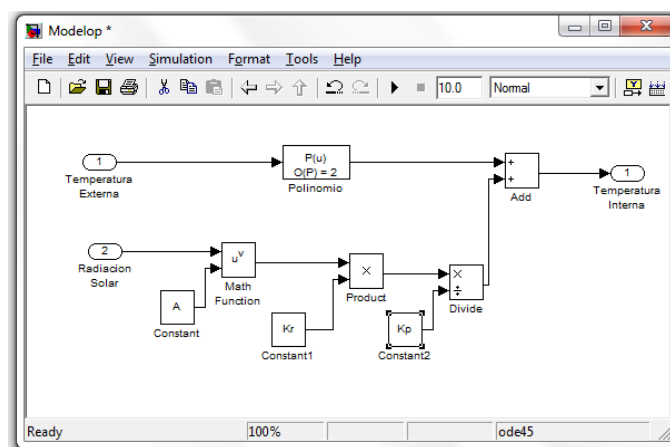 Modelop *
File Edit View Simulation Format Tools Help
10.0 Normal
1
Temperatura
Externa
P(u)
O(P) = 2
Polinomio
+
+
Add
1
Temperatura
Interna
2
Radiacion
Solar
u^v
Math
Function
A
Constant
×
Product
Kr
Constant1
×
÷
Divide
Kp
Constant2
Ready 100% ode45